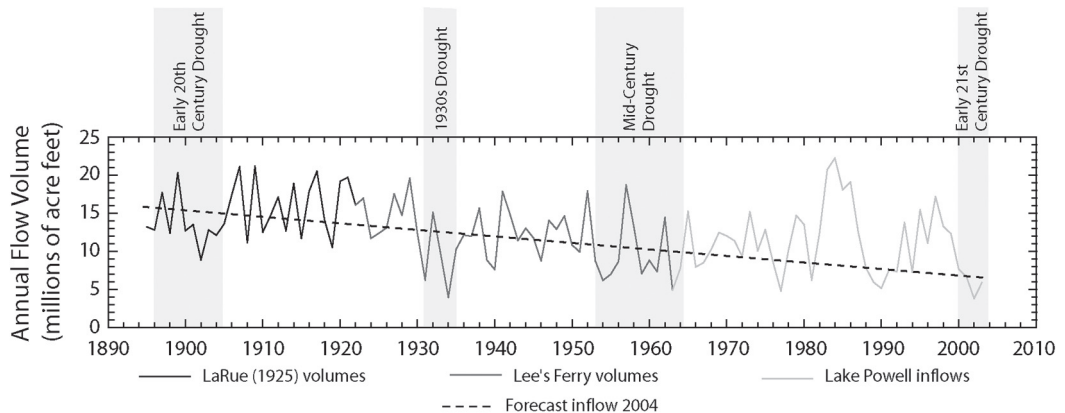 Early 20th
Century Drought
1930s Drought
Mid-Century
Drought
Early 21st
Century Drought
Annual Flow Volume
(millions of acre feet)
25
20
15
10
5
0
1890 1900 1910 1920 1930 1940 1950 1960 1970 1980 1990 2000 2010
LaRue (1925) volumes Lee's Ferry volumes Lake Powell inflows
Forecast inflow 2004